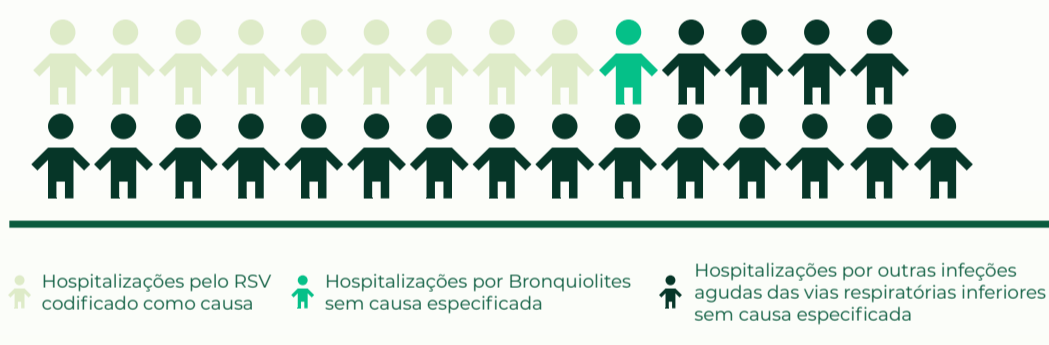 Hospitalizações pelo RSV
codificado como causa
Hospitalizações por Bronquiolites
sem causa especificada
Hospitalizações por outras infeções
agudas das vias respiratórias inferiores
sem causa especificada